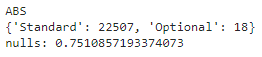 ABS
{'Standard': 22507, 'Optional': 18}
nulls: 0.7510857193374073